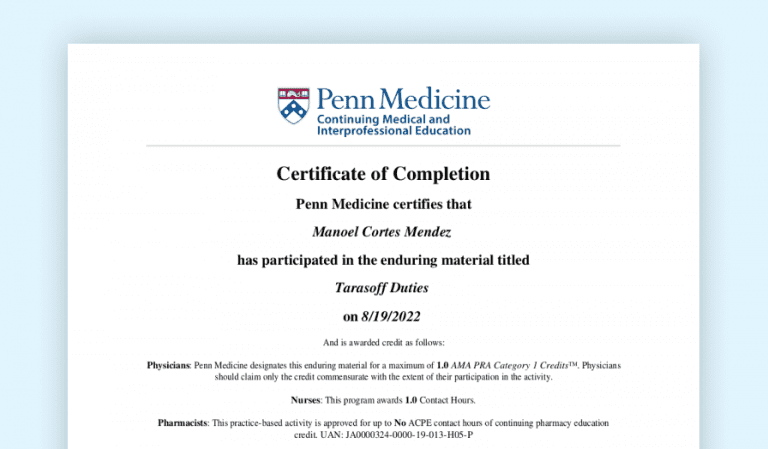 Penn Medicine
Continuing Medical and
Interprofessional Education
Certificate of Completion
Penn Medicine certifies that
Manoel Cortes Mendez
has participated in the enduring material titled
Tarasoff Duties
on 8/19/2022
And is awarded credit as follows:
Physicians: Penn Medicine designates this enduring material for a maximum of 1.0 AMA PRA Category 1 Credits™. Physicians
should claim only the credit commensurate with the extent of their participation in the activity.
Nurses: This program awards 1.0 Contact Hours.
Pharmacists: This practice-based activity is approved for up to No ACPE contact hours of continuing pharmacy education
credit. UAN: JA0000324-0000-19-013-H05-P